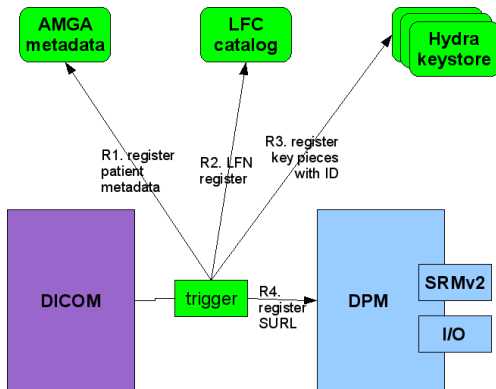 AMGA
metadata
LFC
catalog
Hydra
keystore
R1. register
patient
metadata
R2. LFN
register
R3. register
key pieces
with ID
DICOM
trigger
R4.
register
SURL
DPM
SRMv2
I/O